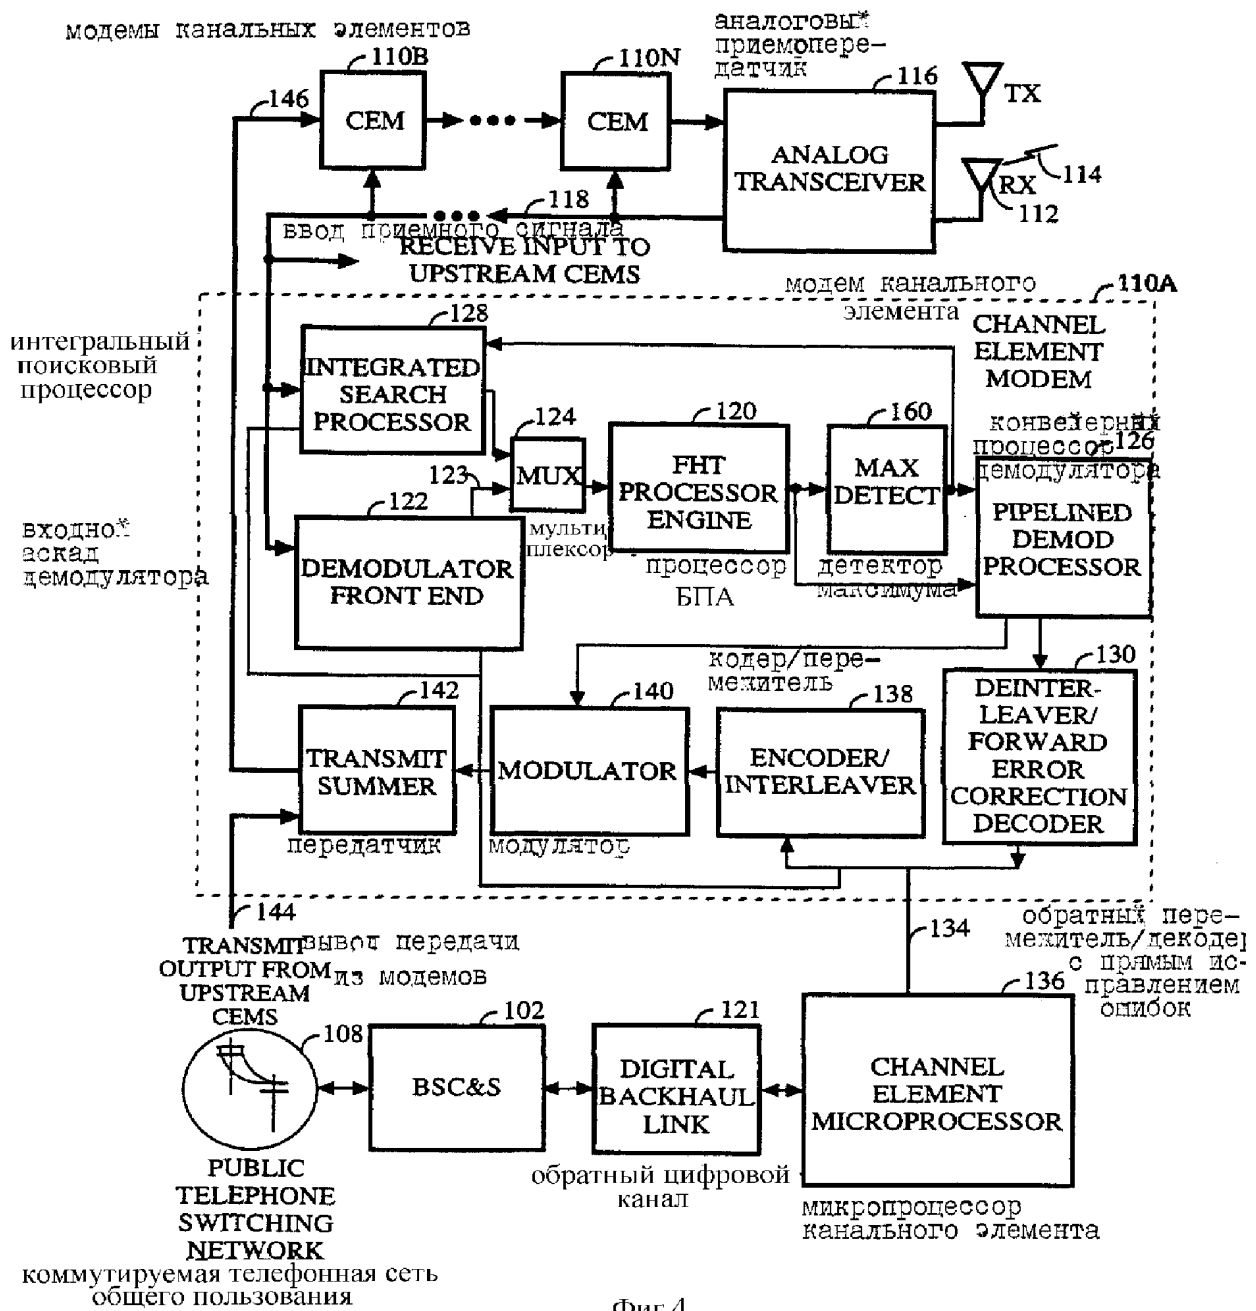 модемы канальных элементов
110B
110N
аналоговый
приемопере-
датчик
116
TX
146
CEM
CEM
ANALOG
TRANSCEIVER
RX
114
112
118
ввод приемного сигнала
RECEIVE INPUT TO
UPSTREAM CEMS
модем канального
элемента
110A
128
интегральный
поисковый
процессор
INTEGRATED
SEARCH
PROCESSOR
CHANNEL
ELEMENT
MODEM
124
120
160
конвейерный
процессор
демодулятора
126
123
MUX
FHT
PROCESSOR
ENGINE
MAX
DETECT
PIPELINED
DEMOD
PROCESSOR
122
мульти
плексор
входной
аскад
демодулятора
DEMODULATOR
FRONT END
процессор
БПА
детектор
максимума
кодер/пере-
межитель
130
142
140
138
DEINTER-
LEAVER/
FORWARD
ERROR
CORRECTION
DECODER
TRANSMIT
SUMMER
MODULATOR
ENCODER/
INTERLEAVER
передатчик
модулятор
144
134
обратный пере-
межитель/декодер
с прямым ис-
правлением
ошибок
TRANSMIT
OUTPUT FROM
UPSTREAM
CEMS
вывот передачи
из модемов
136
108
102
121
BSC&S
DIGITAL
BACKHAUL
LINK
CHANNEL
ELEMENT
MICROPROCESSOR
PUBLIC
TELEPHONE
SWITCHING
NETWORK
обратный цифровой
канал
микропроцессор
канального элемента
коммутируемая телефонная сеть
общего пользования
Фиг.4